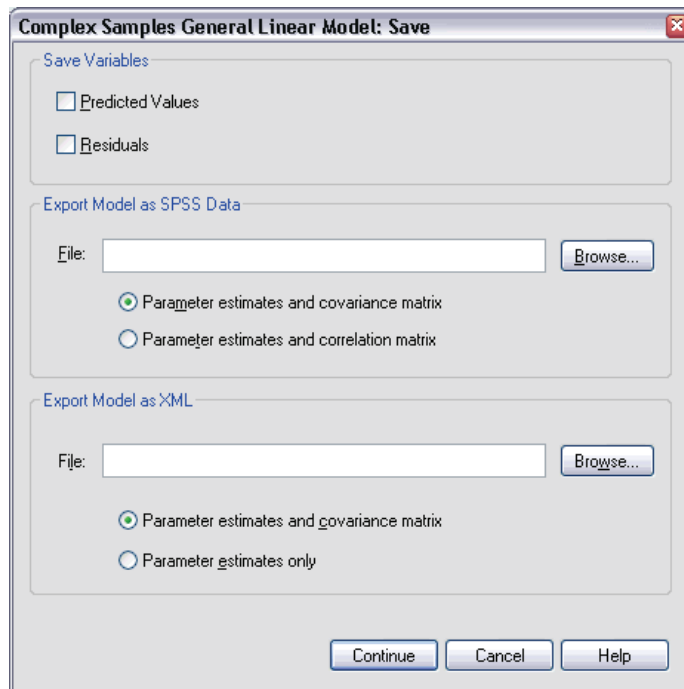 Complex Samples General Linear Model: Save
Save Variables
Predicted Values
Residuals
Export Model as SPSS Data
File:
Browse...
Parameter estimates and covariance matrix
Parameter estimates and correlation matrix
Export Model as XML
File:
Browse...
Parameter estimates and covariance matrix
Parameter estimates only
Continue
Cancel
Help